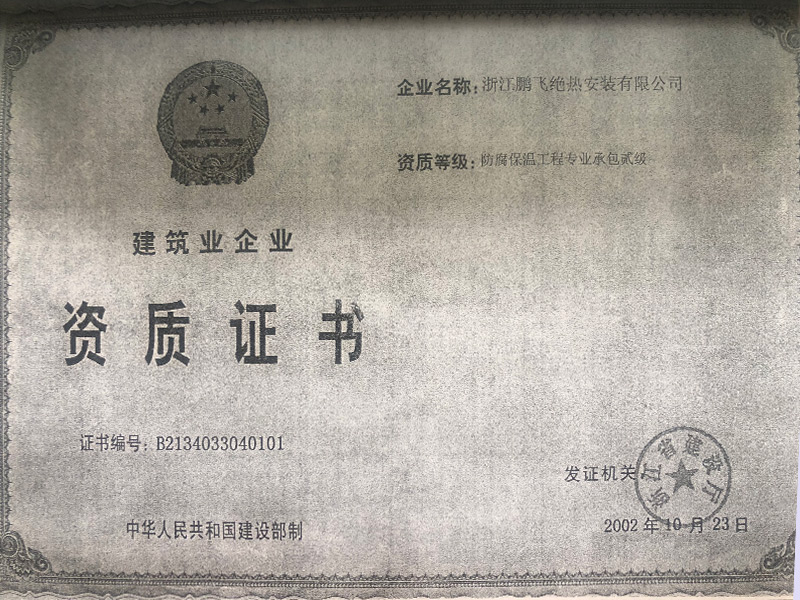 建筑业企业
资质证书
证书编号：B2134033040101
中华人民共和国建设部制
企业名称：浙江鹏飞绝热安装有限公司
资质等级：防腐保温工程专业承包贰级
发证机关：
浙江省建设厅
2002年10月23日